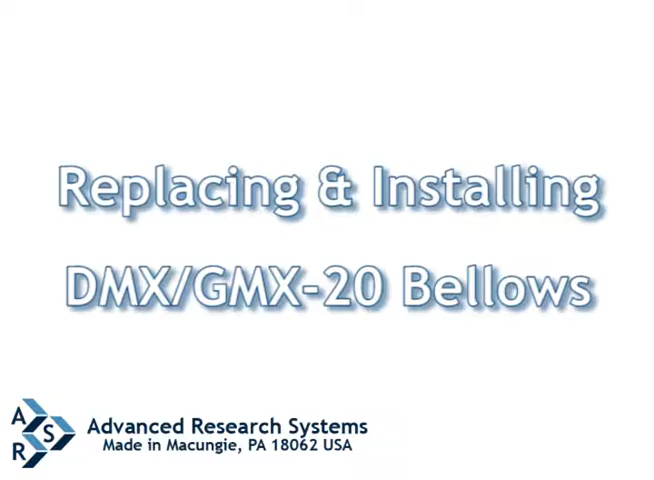 Replacing & Installing
DMX/GMX-20 Bellows
A
S
R
Advanced Research Systems
Made in Macungie, PA 18062 USA